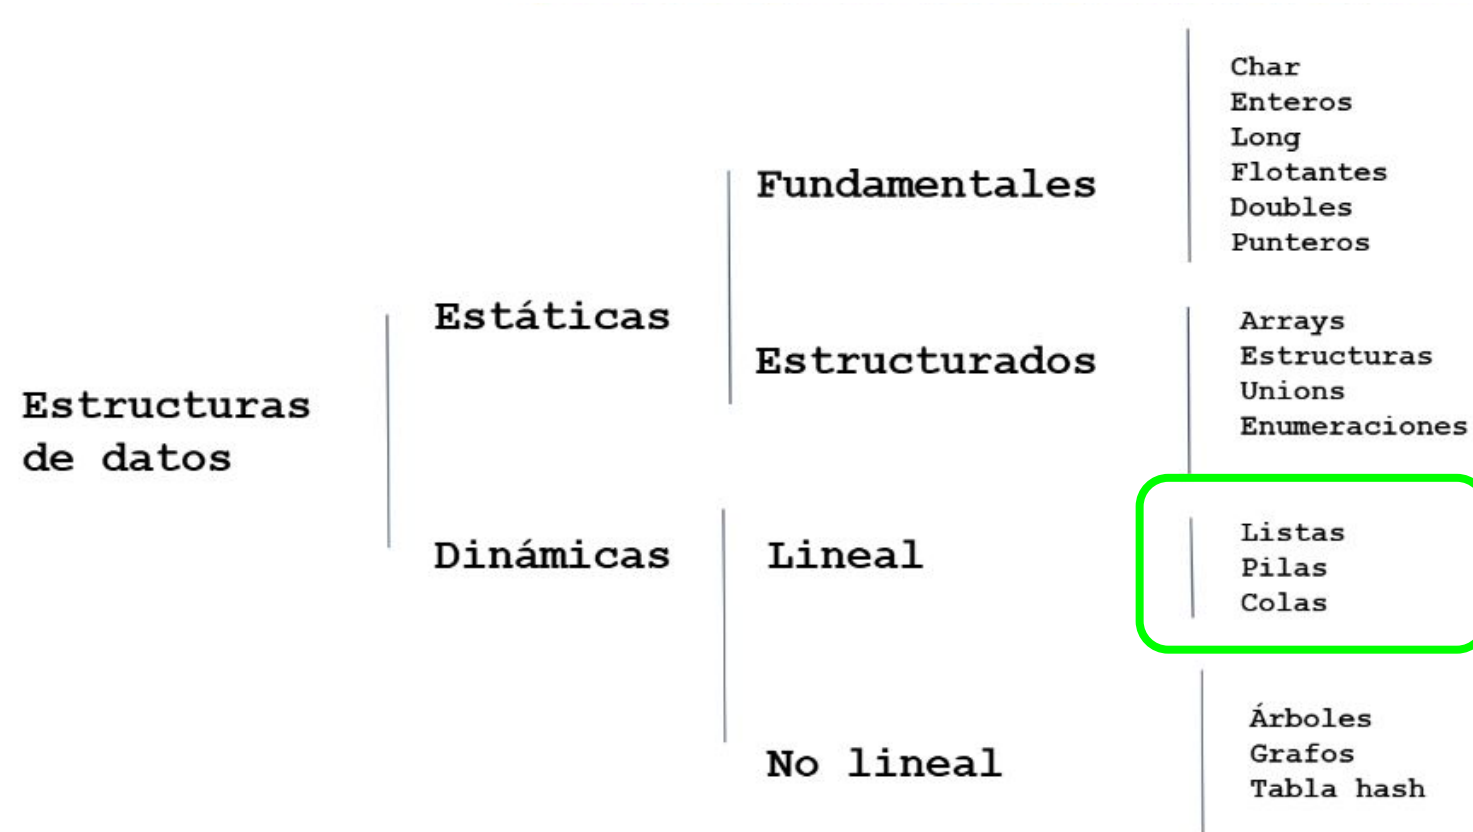 Estructuras
de datos
Estáticas
Fundamentales
Char
Enteros
Long
Flotantes
Doubles
Punteros
Estructurados
Arrays
Estructuras
Unions
Enumeraciones
Dinámicas
Lineal
Listas
Pilas
Colas
No lineal
Árboles
Grafos
Tabla hash